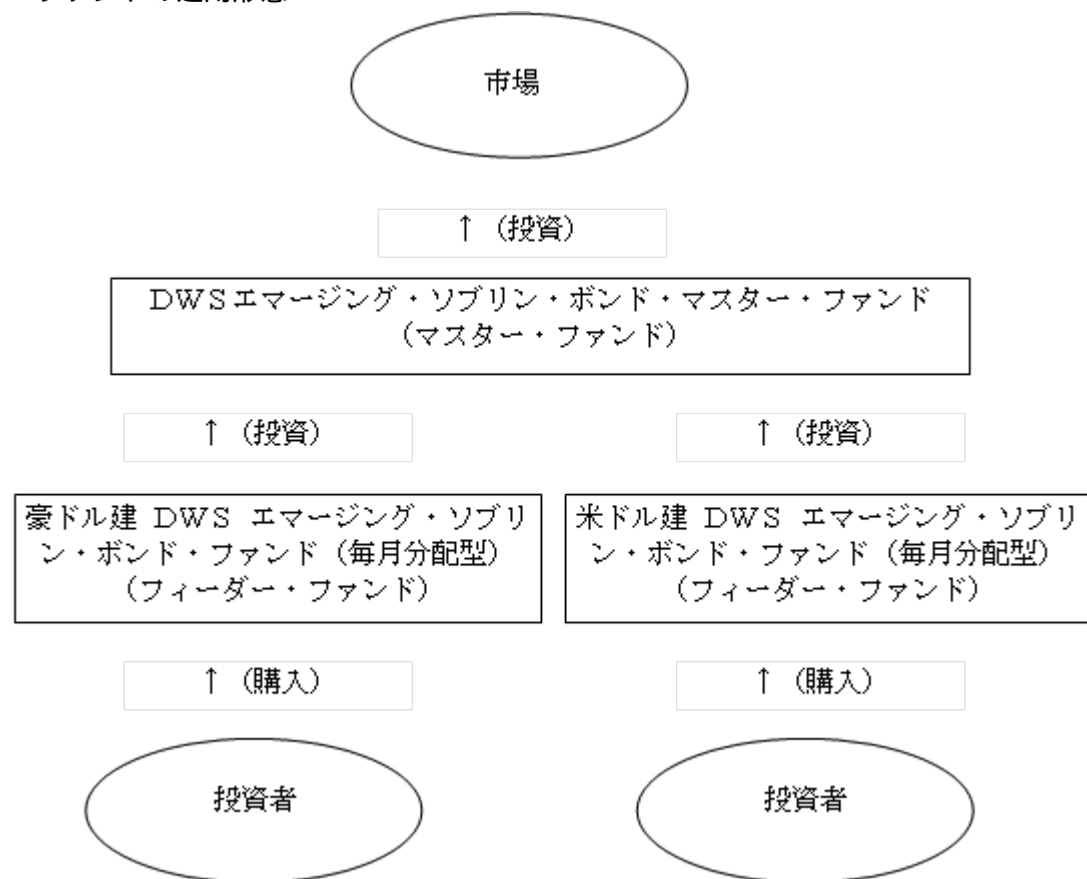 市場
↑（投資）
ＤＷＳエマージング・ソブリン・ボンド・マスター・ファンド
（マスター・ファンド）
↑（投資）
↑（投資）
豪ドル建 ＤＷＳ エマージング・ソブリ
ン・ボンド・ファンド（毎月分配型）
（フィーダー・ファンド）
米ドル建 ＤＷＳ エマージング・ソブリ
ン・ボンド・ファンド（毎月分配型）
（フィーダー・ファンド）
↑（購入）
↑（購入）
投資者
投資者